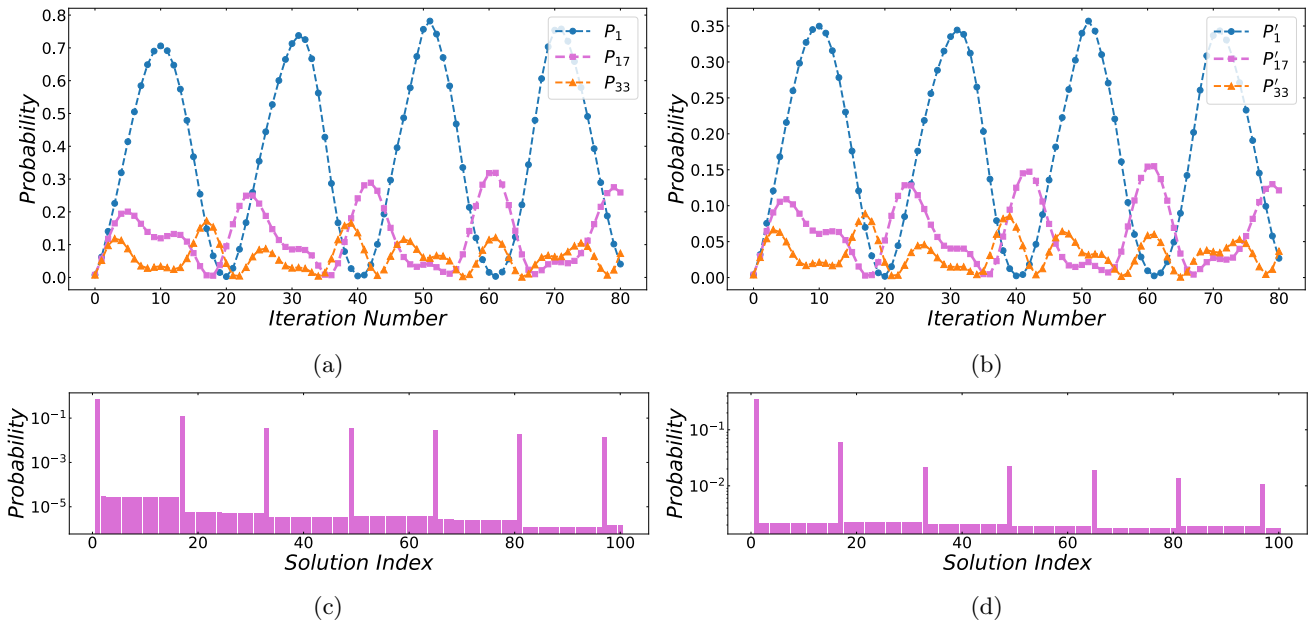 0.8
0.7
0.6
0.5
0.4
0.3
0.2
0.1
0.0
Probability
P1
P17
P33
0 10 20 30 40 50 60 70 80
Iteration Number
(a)
0.35
0.30
0.25
0.20
0.15
0.10
0.05
0.00
Probability
P′1
P′17
P′33
0 10 20 30 40 50 60 70 80
Iteration Number
(b)
10−1
10−3
10−5
Probability
0 20 40 60 80 100
Solution Index
(c)
10−1
10−2
Probability
0 20 40 60 80 100
Solution Index
(d)